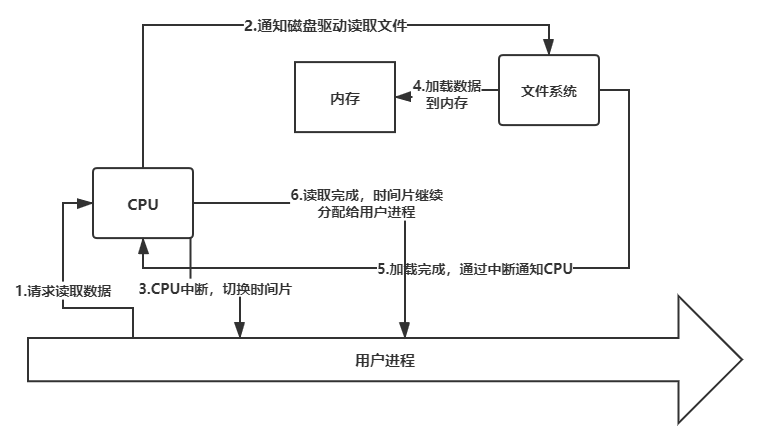 2.通知磁盘驱动读取文件
内存
4.加载数据
到内存
文件系统
CPU
6.读取完成，时间片继续
分配给用户进程
5.加载完成，通过中断通知CPU
1.请求读取数据
3.CPU中断，切换时间片
用户进程